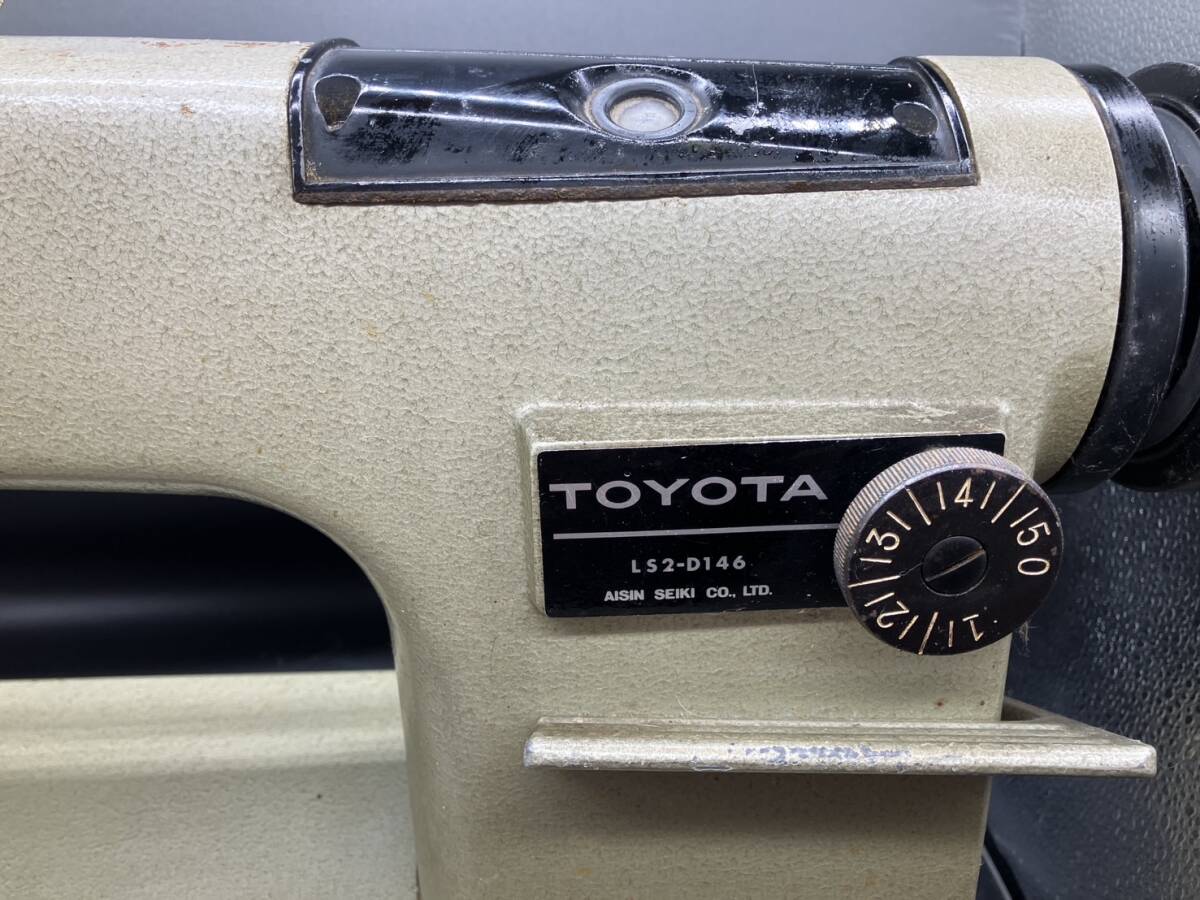 TOYOTA
LS2-D146
AISIN SEIKI CO., LTD.
0 1 2 3 4 5